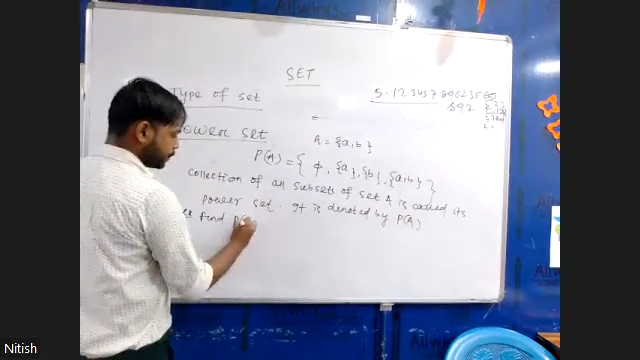 SET
Type of set
Power set
A = {a,b}
P(A) = { ϕ, {a}, {b}, {a,b} }
Collection of all subsets of set A is called its
Power set. It is denoted by P(A)
find P(
Nitish